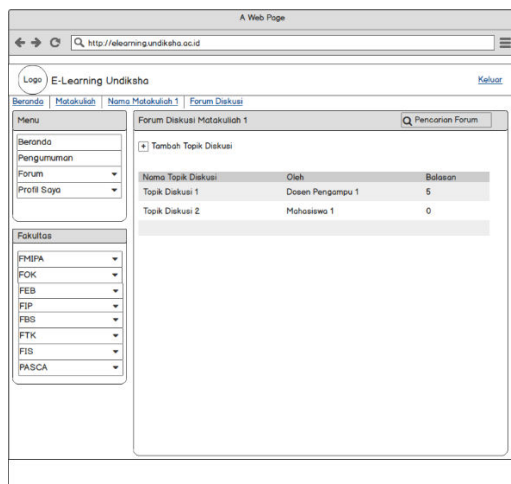 A Web Page
http://elearning.undiksha.ac.id
Logo E-Learning Undiksha Keluar
Beranda Matakuliah Nama Matakuliah 1 Forum Diskusi
Menu
Beranda
Pengumuman
Forum
Profil Saya
Fakultas
FMIPA
FOK
FEB
FIP
FBS
FTK
FIS
PASCA
Forum Diskusi Matakuliah 1 Pencarian Forum
+ Tambah Topik Diskusi
Nama Topik Diskusi Oleh Balasan
Topik Diskusi 1 Dosen Pengampu 1 5
Topik Diskusi 2 Mahasiswa 1 0